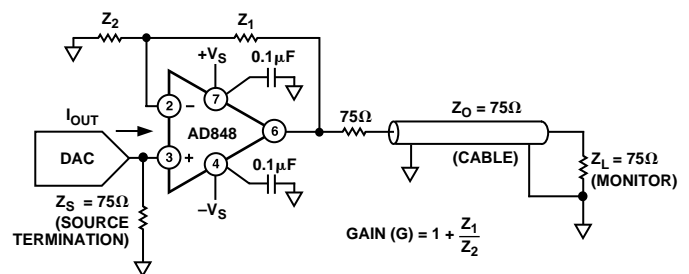 Z2
Z1
+VS
0.1µF
IOUT
2
–
7
AD848
6
75Ω
ZO = 75Ω
DAC
3
+
4
0.1µF
(CABLE)
ZL = 75Ω
(MONITOR)
ZS = 75Ω
(SOURCE
TERMINATION)
–VS
GAIN (G) = 1 + Z1/Z2